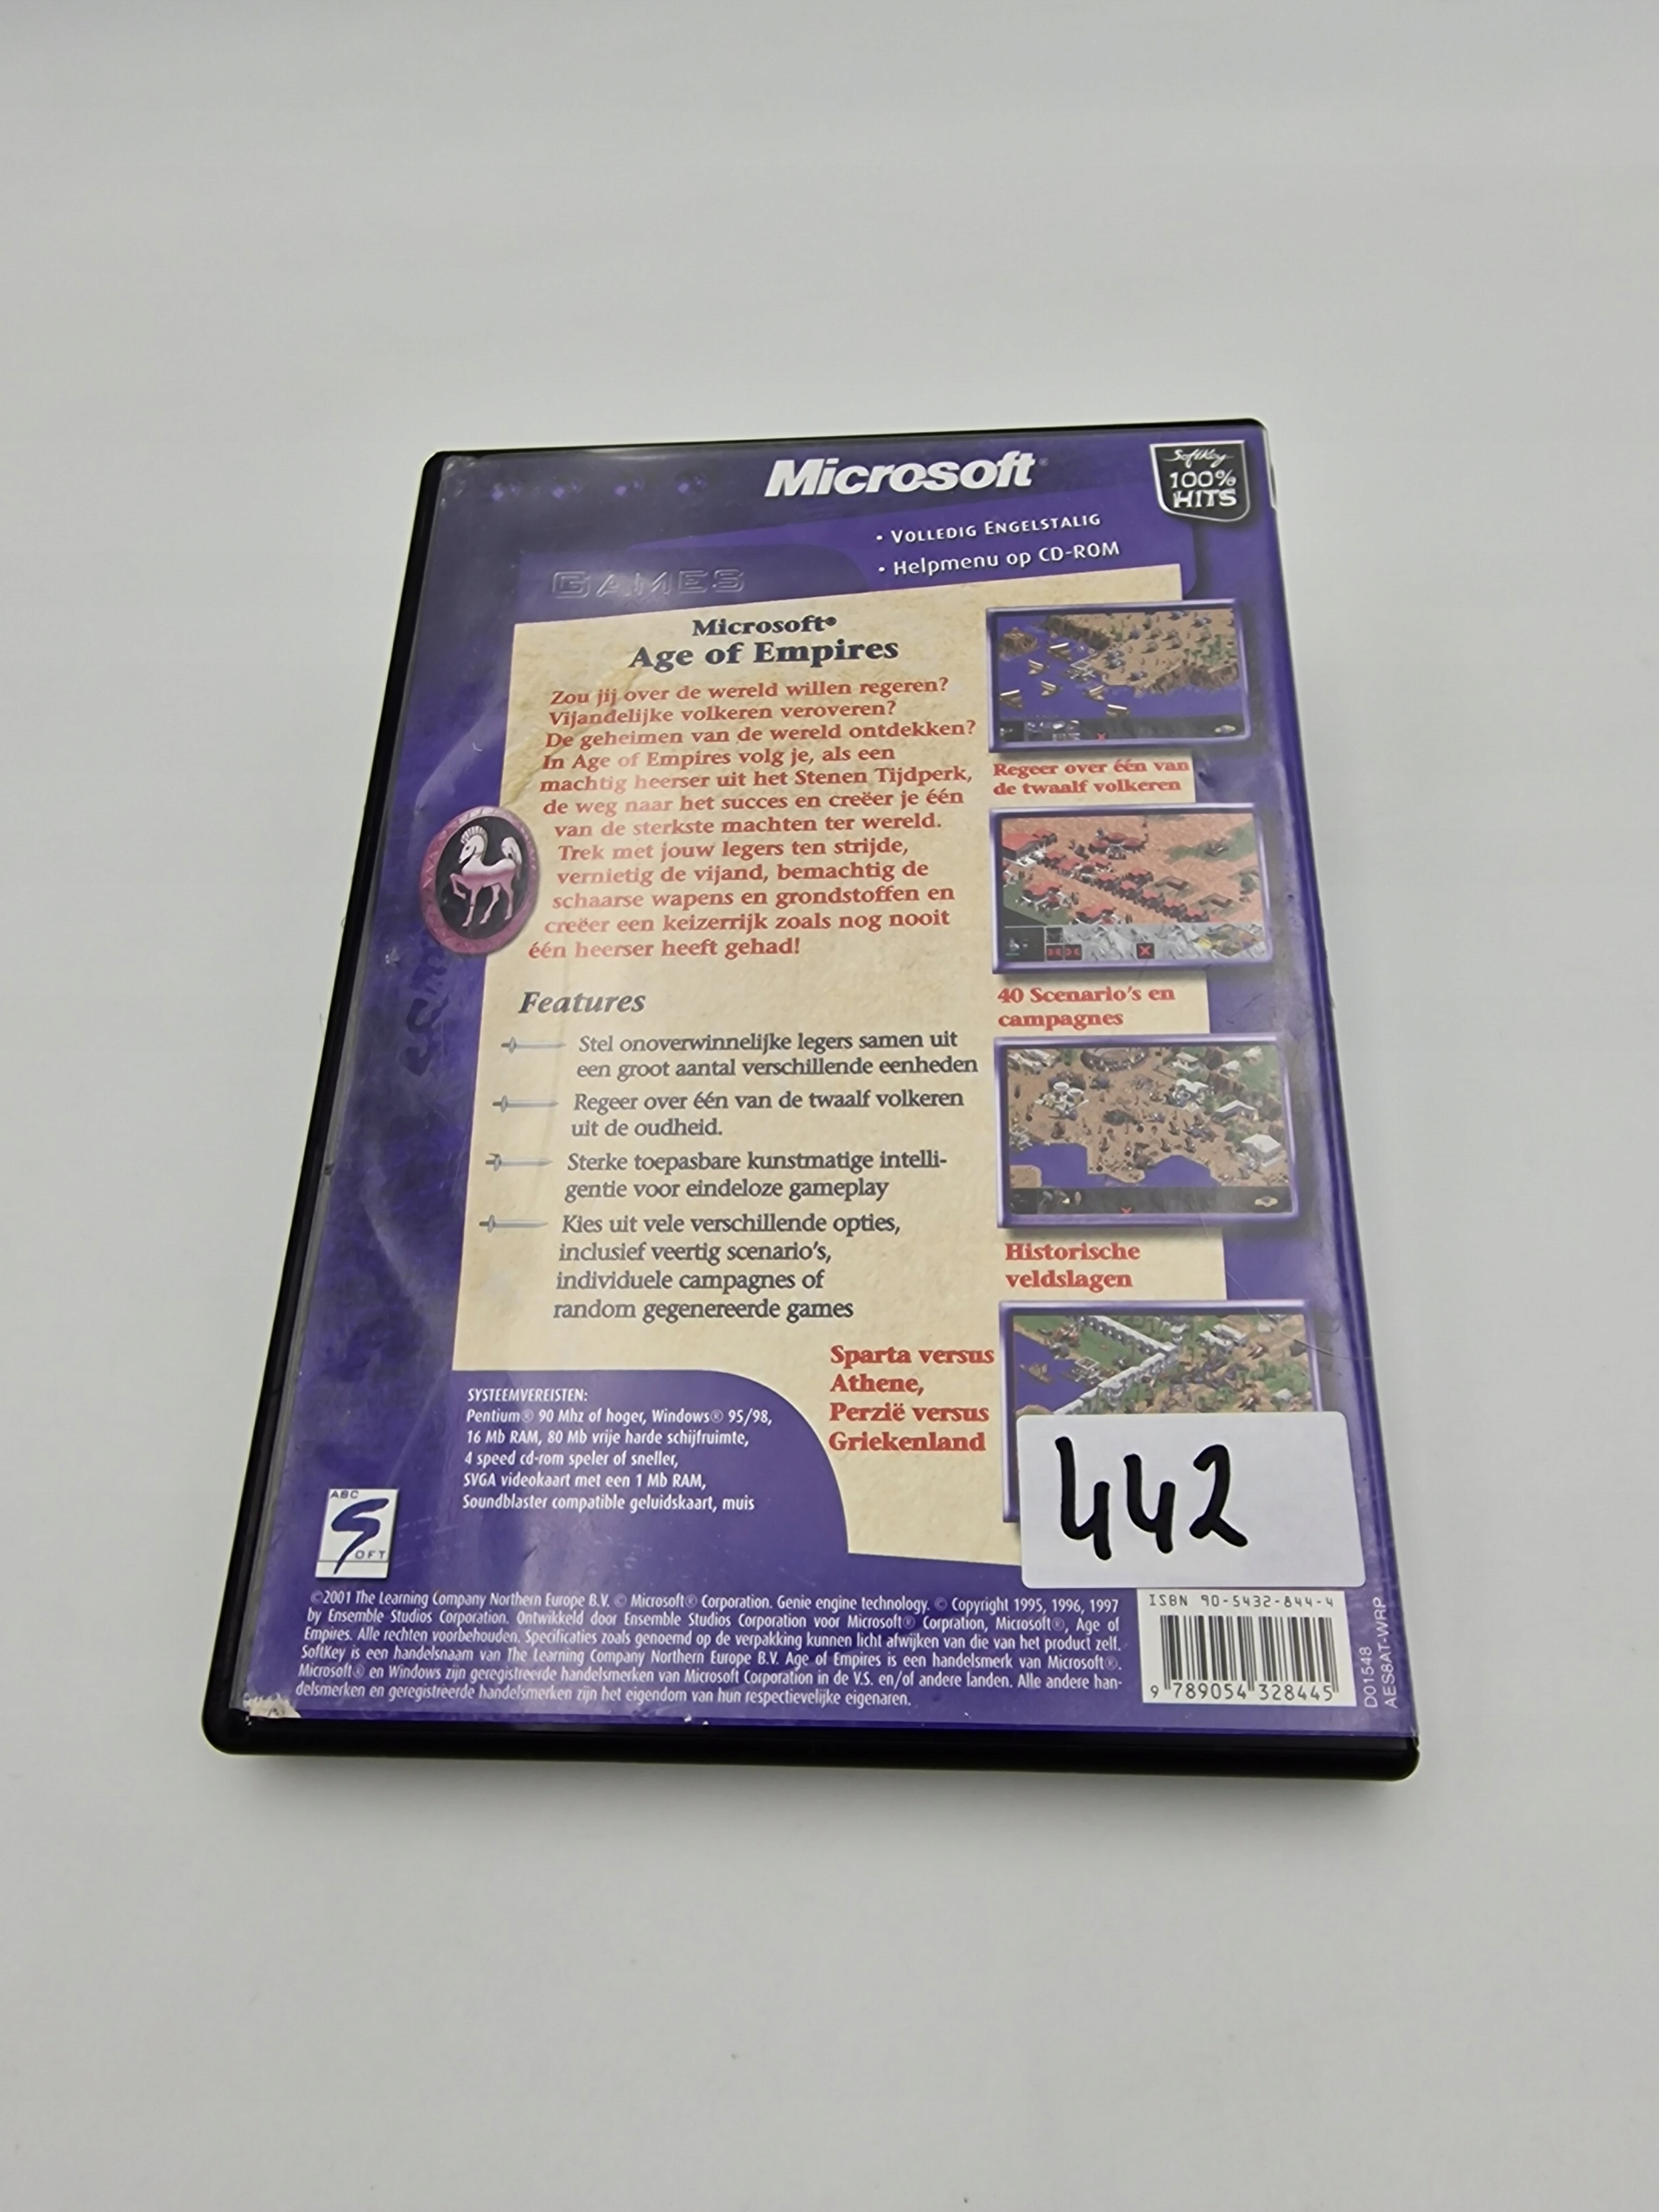 Microsoft®
SoftKey
100%
HITS
• VOLLEDIG ENGELSTALIG
• Helpmenu op CD-ROM
GAMES
Microsoft®
Age of Empires
Zou jij over de wereld willen regeren?
Vijandelijke volkeren veroveren?
De geheimen van de wereld ontdekken?
In Age of Empires volg je, als een
machtig heerser uit het Stenen Tijdperk,
de weg naar het succes en creëer je één
van de sterkste machten ter wereld.
Trek met jouw legers ten strijde,
vernietig de vijand, bemachtig de
schaarse wapens en grondstoffen en
creëer een keizerrijk zoals nog nooit
één heerser heeft gehad!
Regeer over één van
de twaalf volkeren
40 Scenario's en
campagnes
Features
Stel onoverwinnelijke legers samen uit
een groot aantal verschillende eenheden
Regeer over één van de twaalf volkeren
uit de oudheid.
Sterke toepasbare kunstmatige intelli-
gentie voor eindeloze gameplay
Kies uit vele verschillende opties,
inclusief veertig scenario's,
individuele campagnes of
random gegenereerde games
Historische
veldslagen
Sparta versus
Athene,
Perzië versus
Griekenland
442
SYSTEEMVEREISTEN:
Pentium® 90 Mhz of hoger, Windows® 95/98,
16 Mb RAM, 80 Mb vrije harde schijfruimte,
4 speed cd-rom speler of sneller,
SVGA videokaart met een 1 Mb RAM,
Soundblaster compatible geluidskaart, muis
ABC
SOFT
©2001 The Learning Company Northern Europe B.V. © Microsoft® Corporation. Genie engine technology. © Copyright 1995, 1996, 1997
by Ensemble Studios Corporation. Ontwikkeld door Ensemble Studios Corporation voor Microsoft® Corpration, Microsoft®, Age of
Empires. Alle rechten voorbehouden. Specificaties zoals genoemd op de verpakking kunnen licht afwijken van die van het product zelf.
SoftKey is een handelsnaam van The Learning Company Northern Europe B.V. Age of Empires is een handelsmerk van Microsoft®.
Microsoft® en Windows zijn geregistreerde handelsmerken van Microsoft Corporation in de V.S. en/of andere landen. Alle andere han-
delsmerken en geregistreerde handelsmerken zijn het eigendom van hun respectievelijke eigenaren.
ISBN 90-5432-844-4
9 789054 328445
D01548
AES8AT-WRP